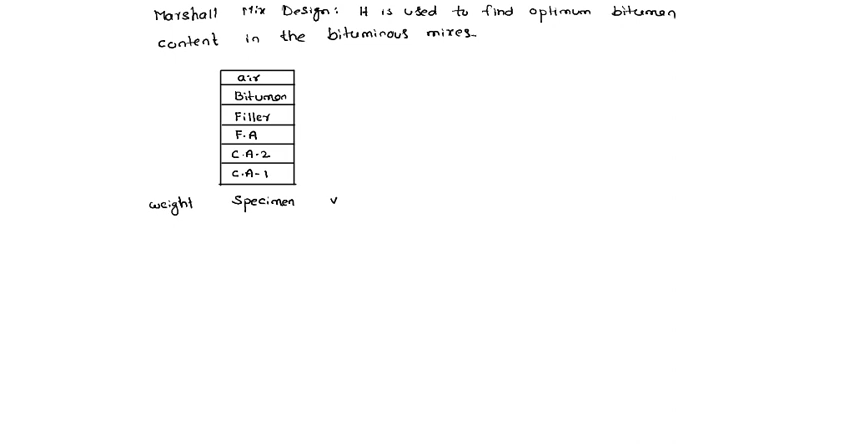 Marshall Mix Design: It is used to find optimum bitumen
content in the bituminous mixes.
air
Bitumen
Filler
F.A
C.A-2
C.A-1
weight Specimen v